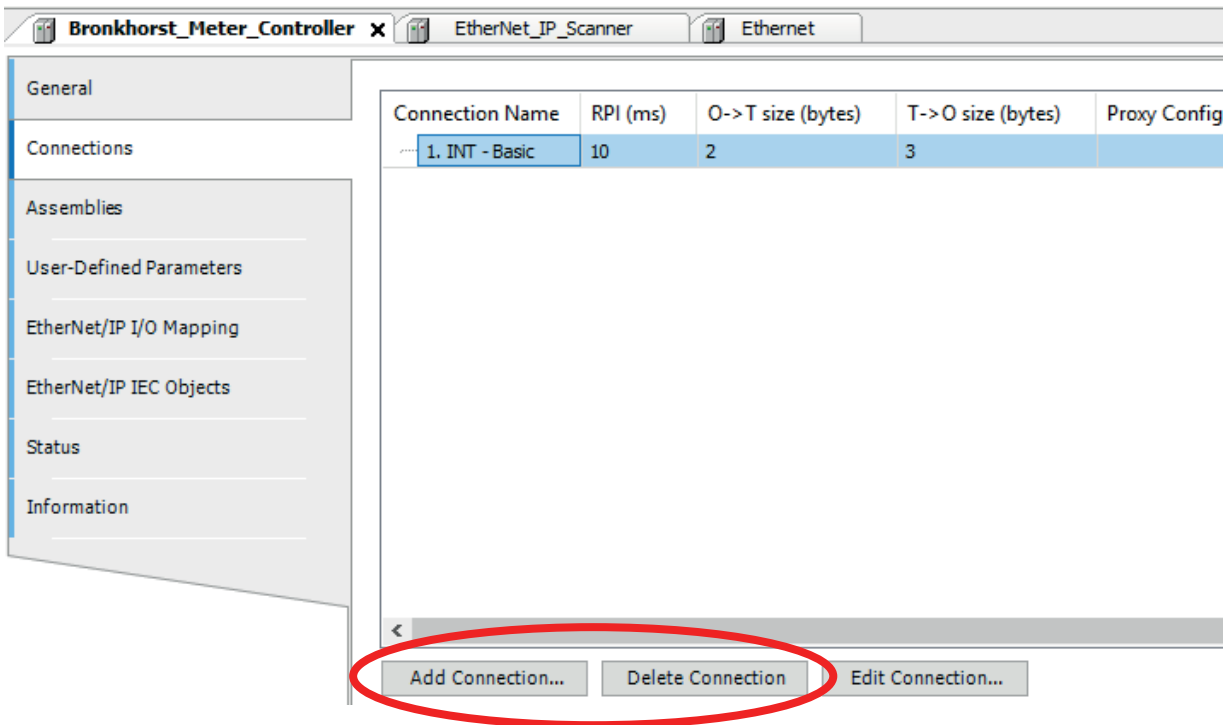 Bronkhorst_Meter_Controller EtherNet_IP_Scanner Ethernet
General
Connections
Assemblies
User-Defined Parameters
EtherNet/IP I/O Mapping
EtherNet/IP IEC Objects
Status
Information
Connection Name RPI (ms) O->T size (bytes) T->O size (bytes) Proxy Config
1. INT - Basic 10 2 3
Add Connection... Delete Connection Edit Connection...